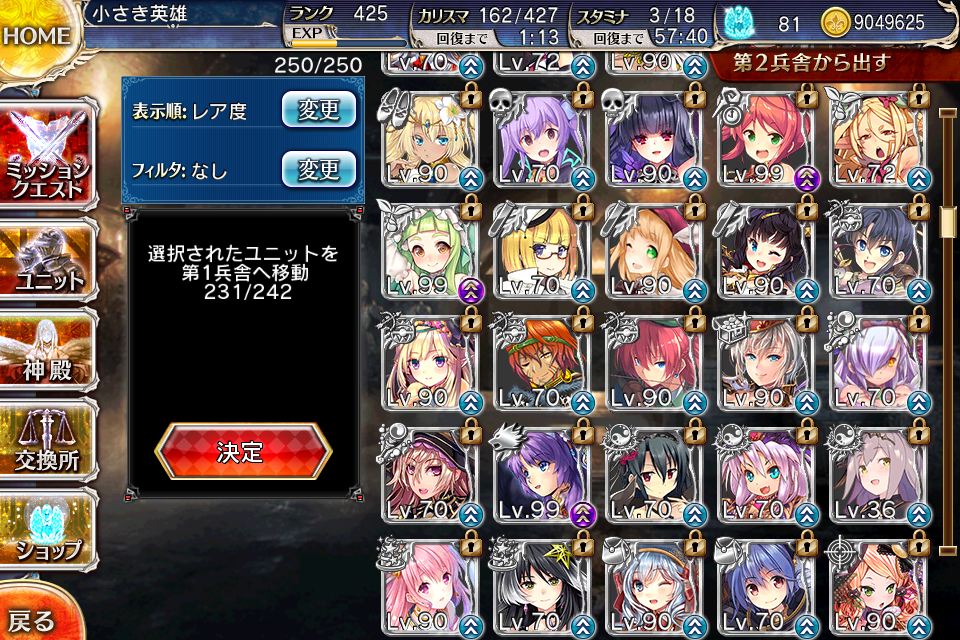 HOME
小さき英雄
ランク 425
EXP
カリスマ 162/427
回復まで 1:13
スタミナ 3/18
回復まで 57:40
81
9049625
250/250
第2兵舎から出す
表示順:レア度
変更
フィルタ:なし
変更
選択されたユニットを
第1兵舎へ移動
231/242
決定
ミッション
クエスト
ユニット
神殿
交換所
ショップ
戻る
Lv.70 Lv.72 Lv.90
Lv.90 Lv.70 Lv.90 Lv.99 Lv.72
Lv.99 Lv.70 Lv.90 Lv.90 Lv.70
Lv.90 Lv.70 Lv.90 Lv.90 Lv.70
Lv.70 Lv.99 Lv.70 Lv.70 Lv.36
Lv.90 Lv.70 Lv.90 Lv.70 Lv.90